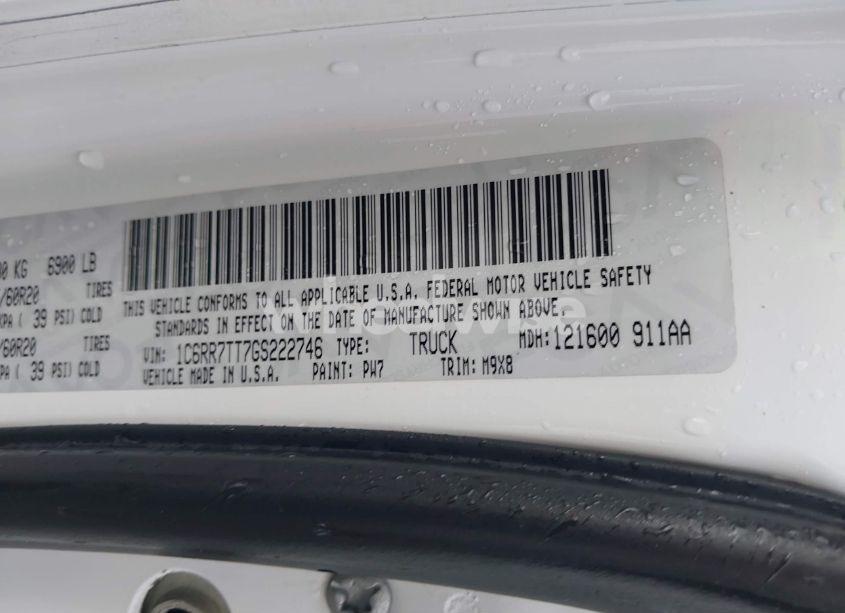 0 KG 6900 LB
/60R20 TIRES
KPA ( 39 PSI) COLD
/60R20 TIRES
PA ( 39 PSI) COLD
THIS VEHICLE CONFORMS TO ALL APPLICABLE U.S.A. FEDERAL MOTOR VEHICLE SAFETY
STANDARDS IN EFFECT ON THE DATE OF MANUFACTURE SHOWN ABOVE.
VIN: 1C6RR7TT7GS222746 TYPE: TRUCK MDH: 121600 911AA
VEHICLE MADE IN U.S.A. PAINT: PW7 TRIM: M9X8